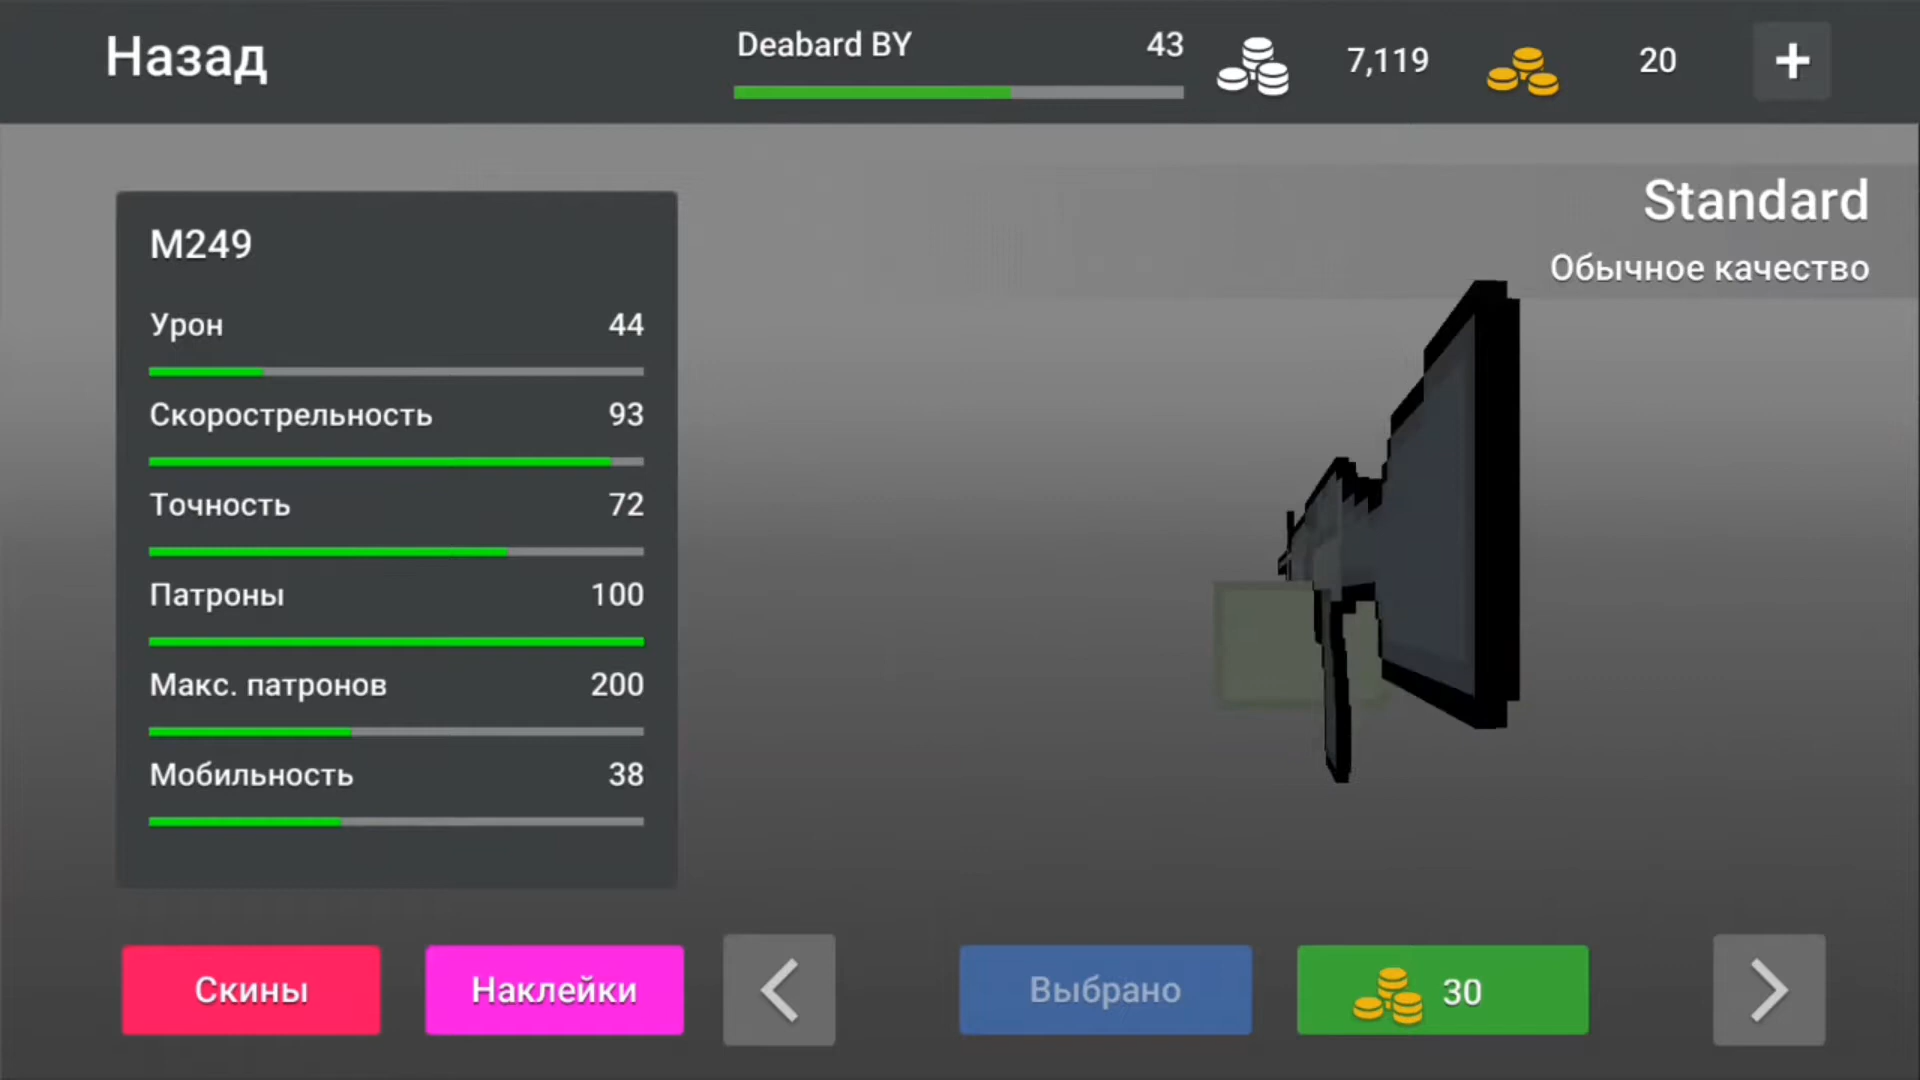 Назад
Deabard BY 43
7,119
20
+
Standard
Обычное качество
M249
Урон 44
Скорострельность 93
Точность 72
Патроны 100
Макс. патронов 200
Мобильность 38
Скины
Наклейки
Выбрано
30